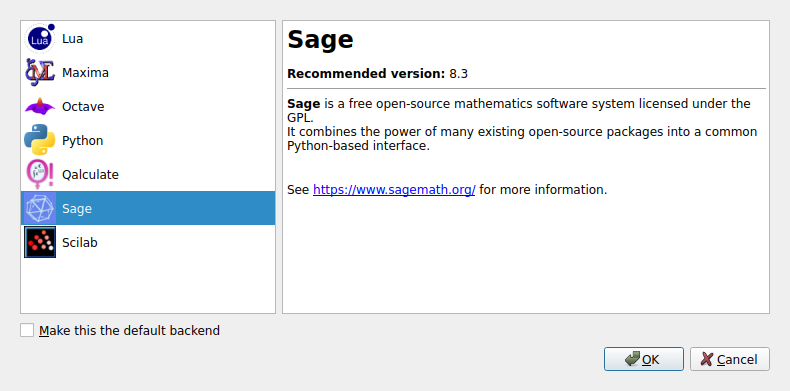 Lua
Lua
Maxima
Octave
Python
Qalculate
Sage
Scilab
Sage
Recommended version: 8.3
Sage is a free open-source mathematics software system licensed under the
GPL.
It combines the power of many existing open-source packages into a common
Python-based interface.
See https://www.sagemath.org/ for more information.
Make this the default backend
OK
Cancel